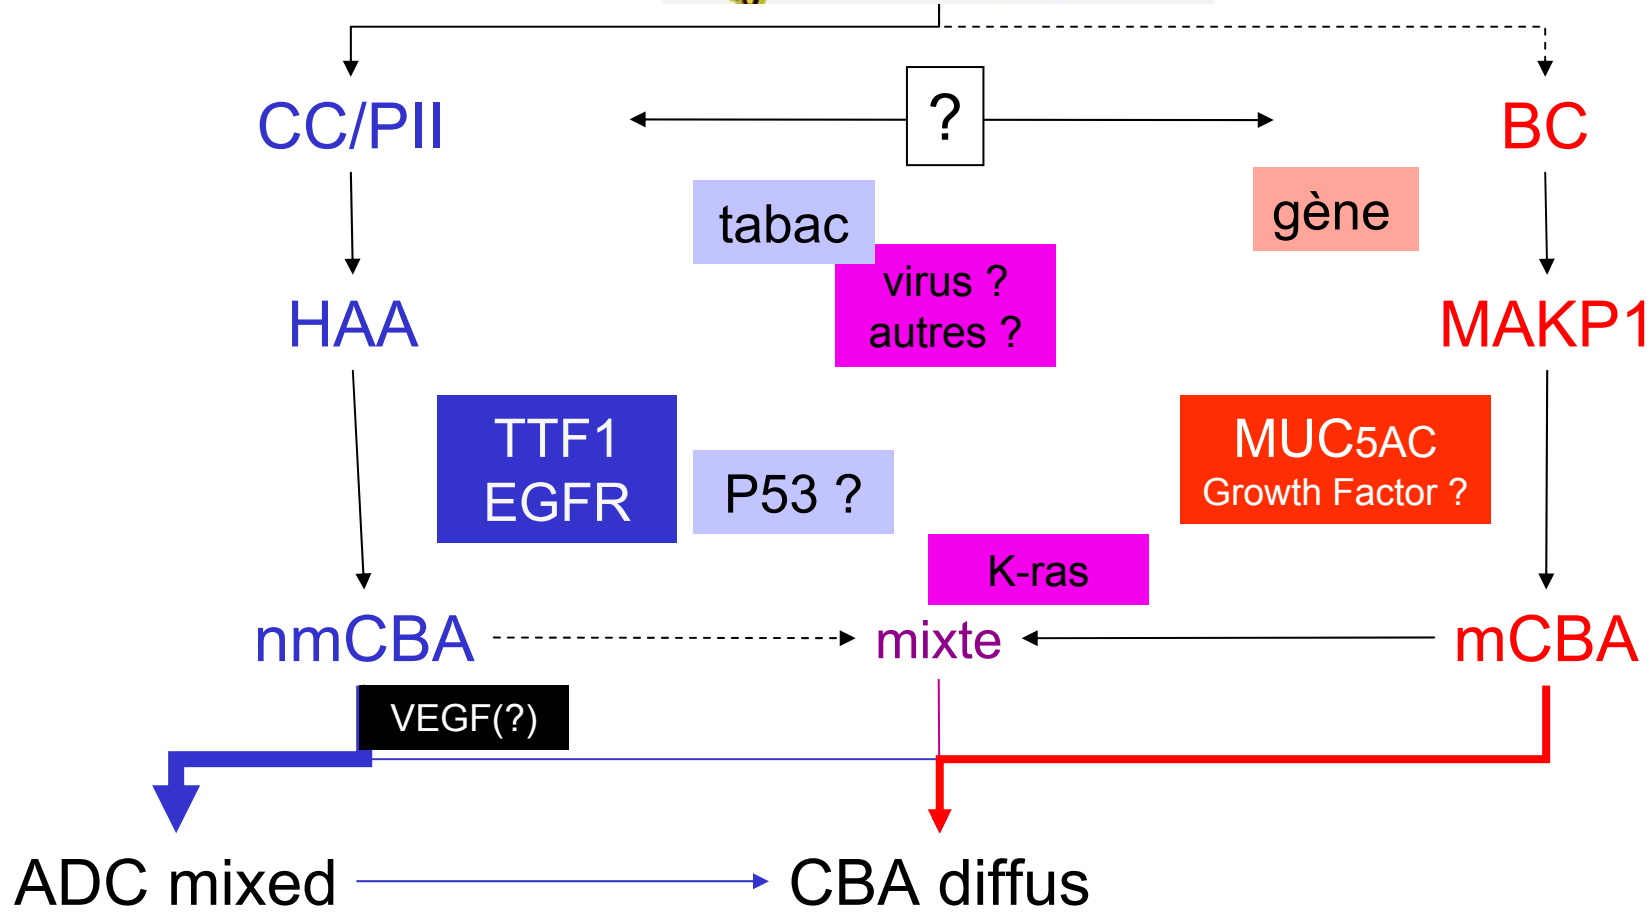 CC/PII
?
BC
tabac
gène
virus ?
autres ?
HAA
MAKP1
TTF1
EGFR
P53 ?
MUC5AC
Growth Factor ?
K-ras
nmCBA
mixte
mCBA
VEGF(?)
ADC mixed
CBA diffus